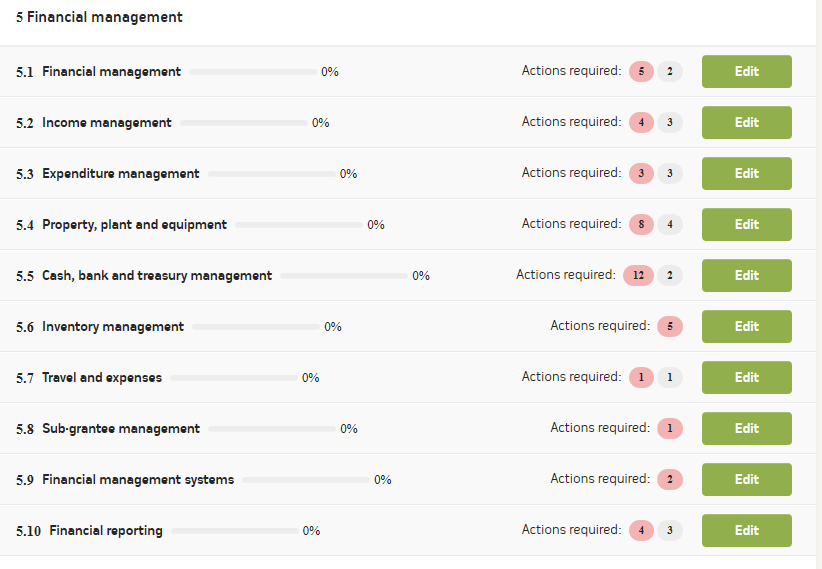 5 Financial management
5.1 Financial management 0% Actions required: 5 2 Edit
5.2 Income management 0% Actions required: 4 3 Edit
5.3 Expenditure management 0% Actions required: 3 3 Edit
5.4 Property, plant and equipment 0% Actions required: 8 4 Edit
5.5 Cash, bank and treasury management 0% Actions required: 12 2 Edit
5.6 Inventory management 0% Actions required: 5 Edit
5.7 Travel and expenses 0% Actions required: 1 1 Edit
5.8 Sub-grantee management 0% Actions required: 1 Edit
5.9 Financial management systems 0% Actions required: 2 Edit
5.10 Financial reporting 0% Actions required: 4 3 Edit